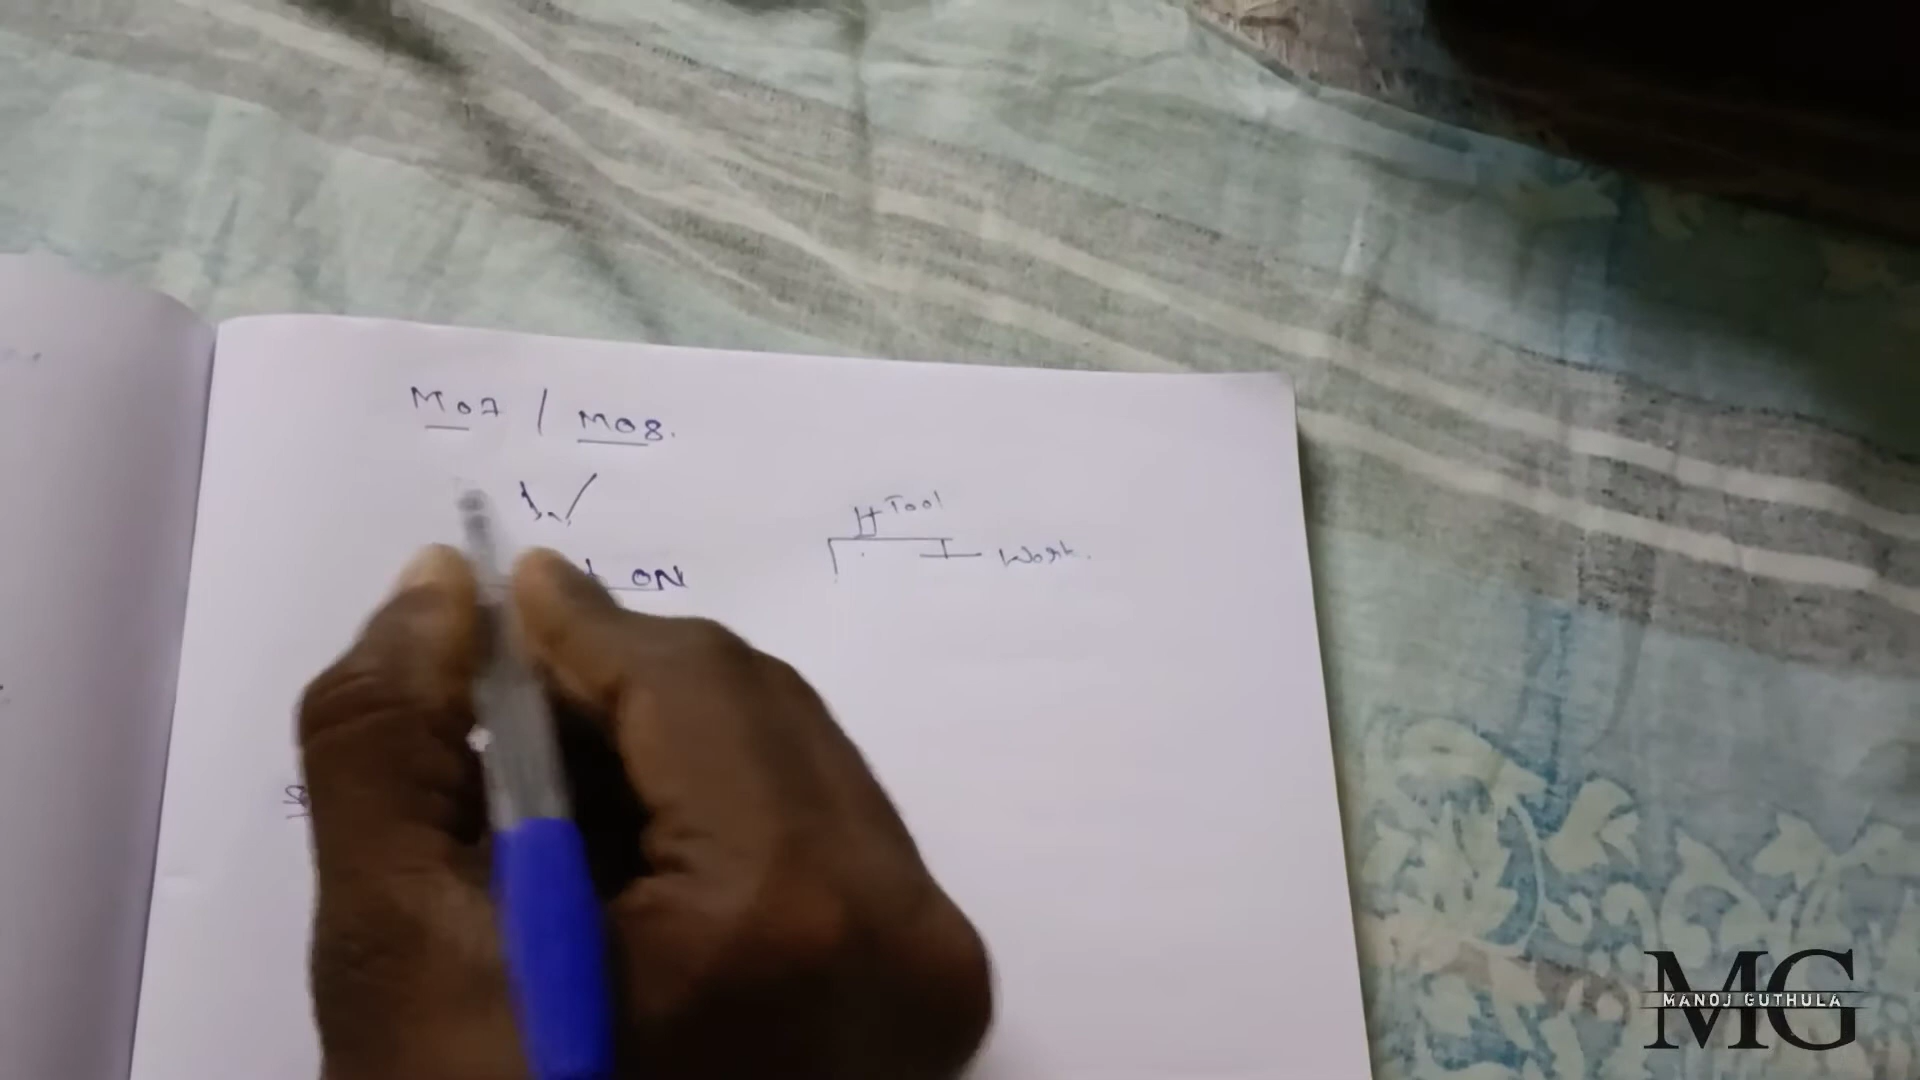 M07 / M08.
Tool
Work.
ON
MG
MANOJ GUTHULA